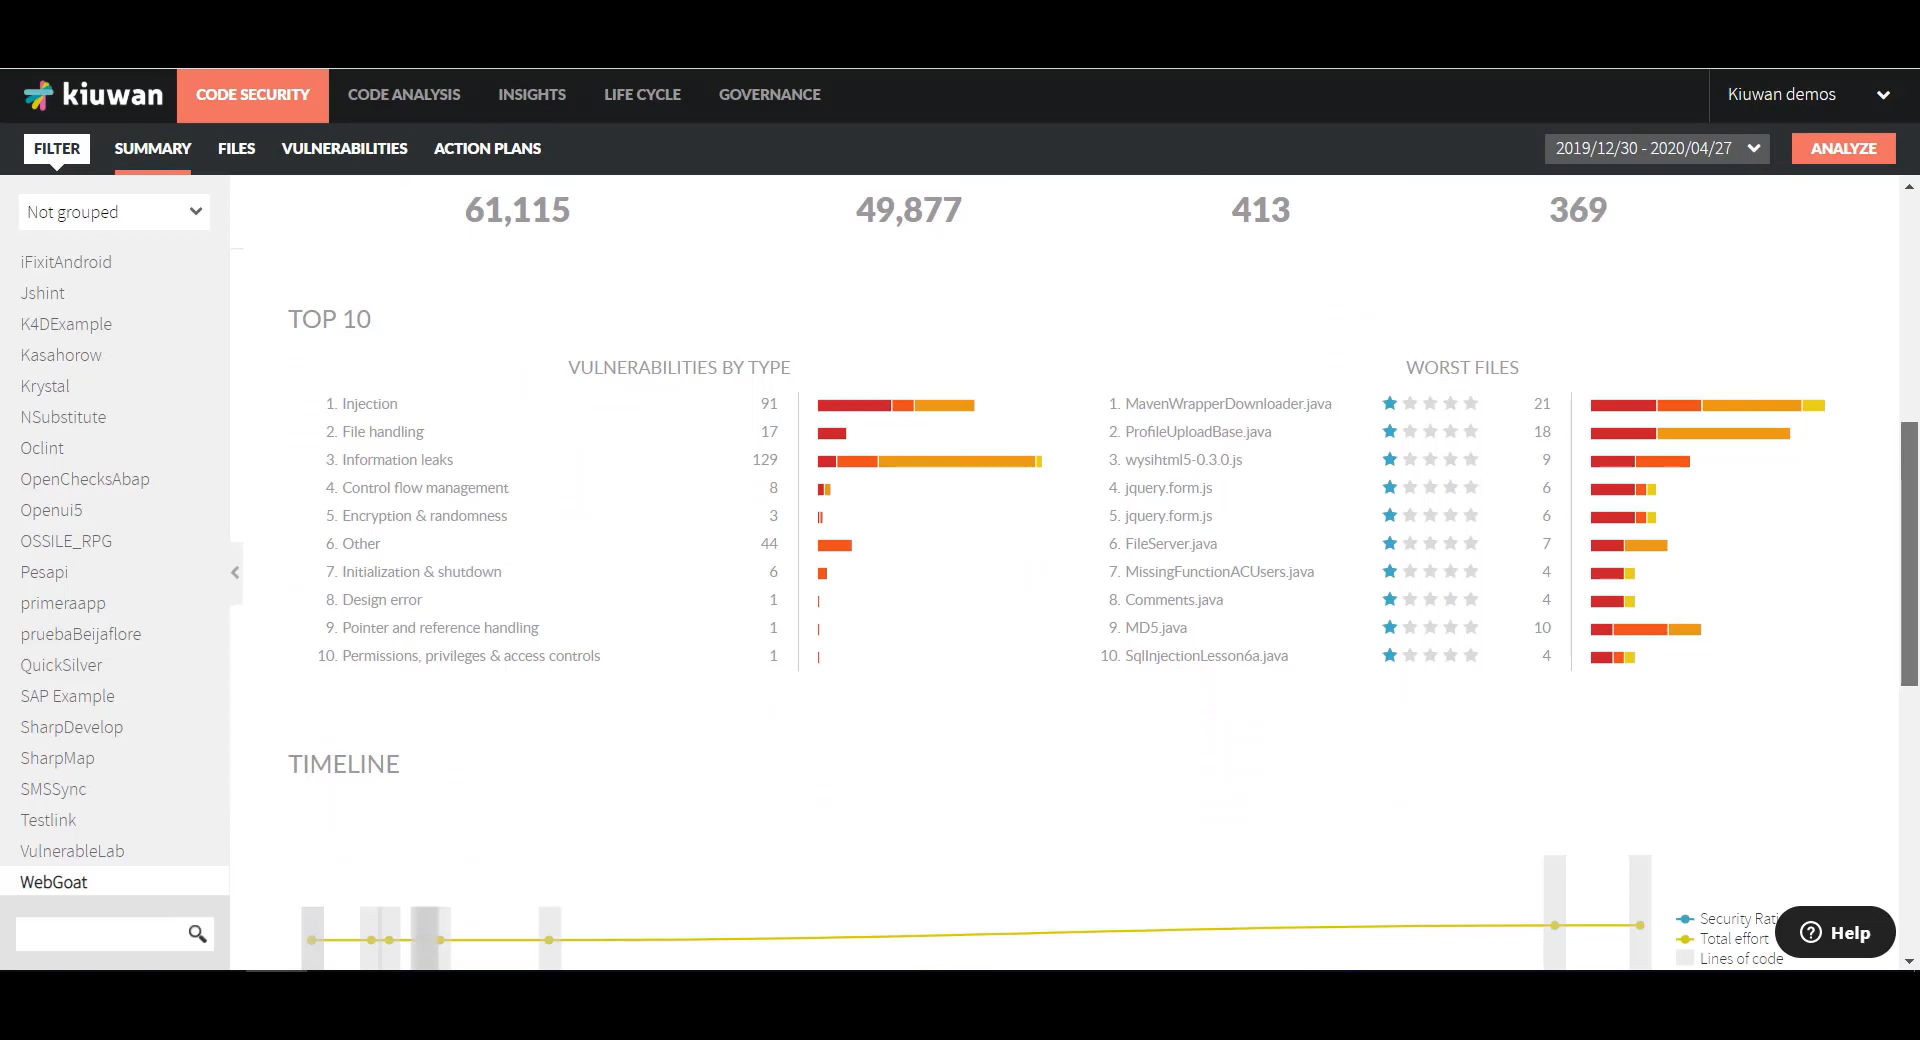 kiuwan CODE SECURITY CODE ANALYSIS INSIGHTS LIFE CYCLE GOVERNANCE Kiuwan demos
FILTER SUMMARY FILES VULNERABILITIES ACTION PLANS 2019/12/30 - 2020/04/27 ANALYZE
Not grouped
iFixitAndroid
Jshint
K4DExample
Kasahorow
Krystal
NSubstitute
Oclint
OpenChecksAbap
Openui5
OSSILE_RPG
Pesapi
primeraapp
pruebaBeijaflore
QuickSilver
SAP Example
SharpDevelop
SharpMap
SMSSync
Testlink
VulnerableLab
WebGoat
61,115 49,877 413 369
TOP 10
VULNERABILITIES BY TYPE
1. Injection 91
2. File handling 17
3. Information leaks 129
4. Control flow management 8
5. Encryption & randomness 3
6. Other 44
7. Initialization & shutdown 6
8. Design error 1
9. Pointer and reference handling 1
10. Permissions, privileges & access controls 1
WORST FILES
1. MavenWrapperDownloader.java 21
2. ProfileUploadBase.java 18
3. wysihtml5-0.3.0.js 9
4. jquery.form.js 6
5. jquery.form.js 6
6. FileServer.java 7
7. MissingFunctionACUsers.java 4
8. Comments.java 4
9. MD5.java 10
10. SqlInjectionLesson6a.java 4
TIMELINE
Security Rati
Total effort
Lines of code
Help